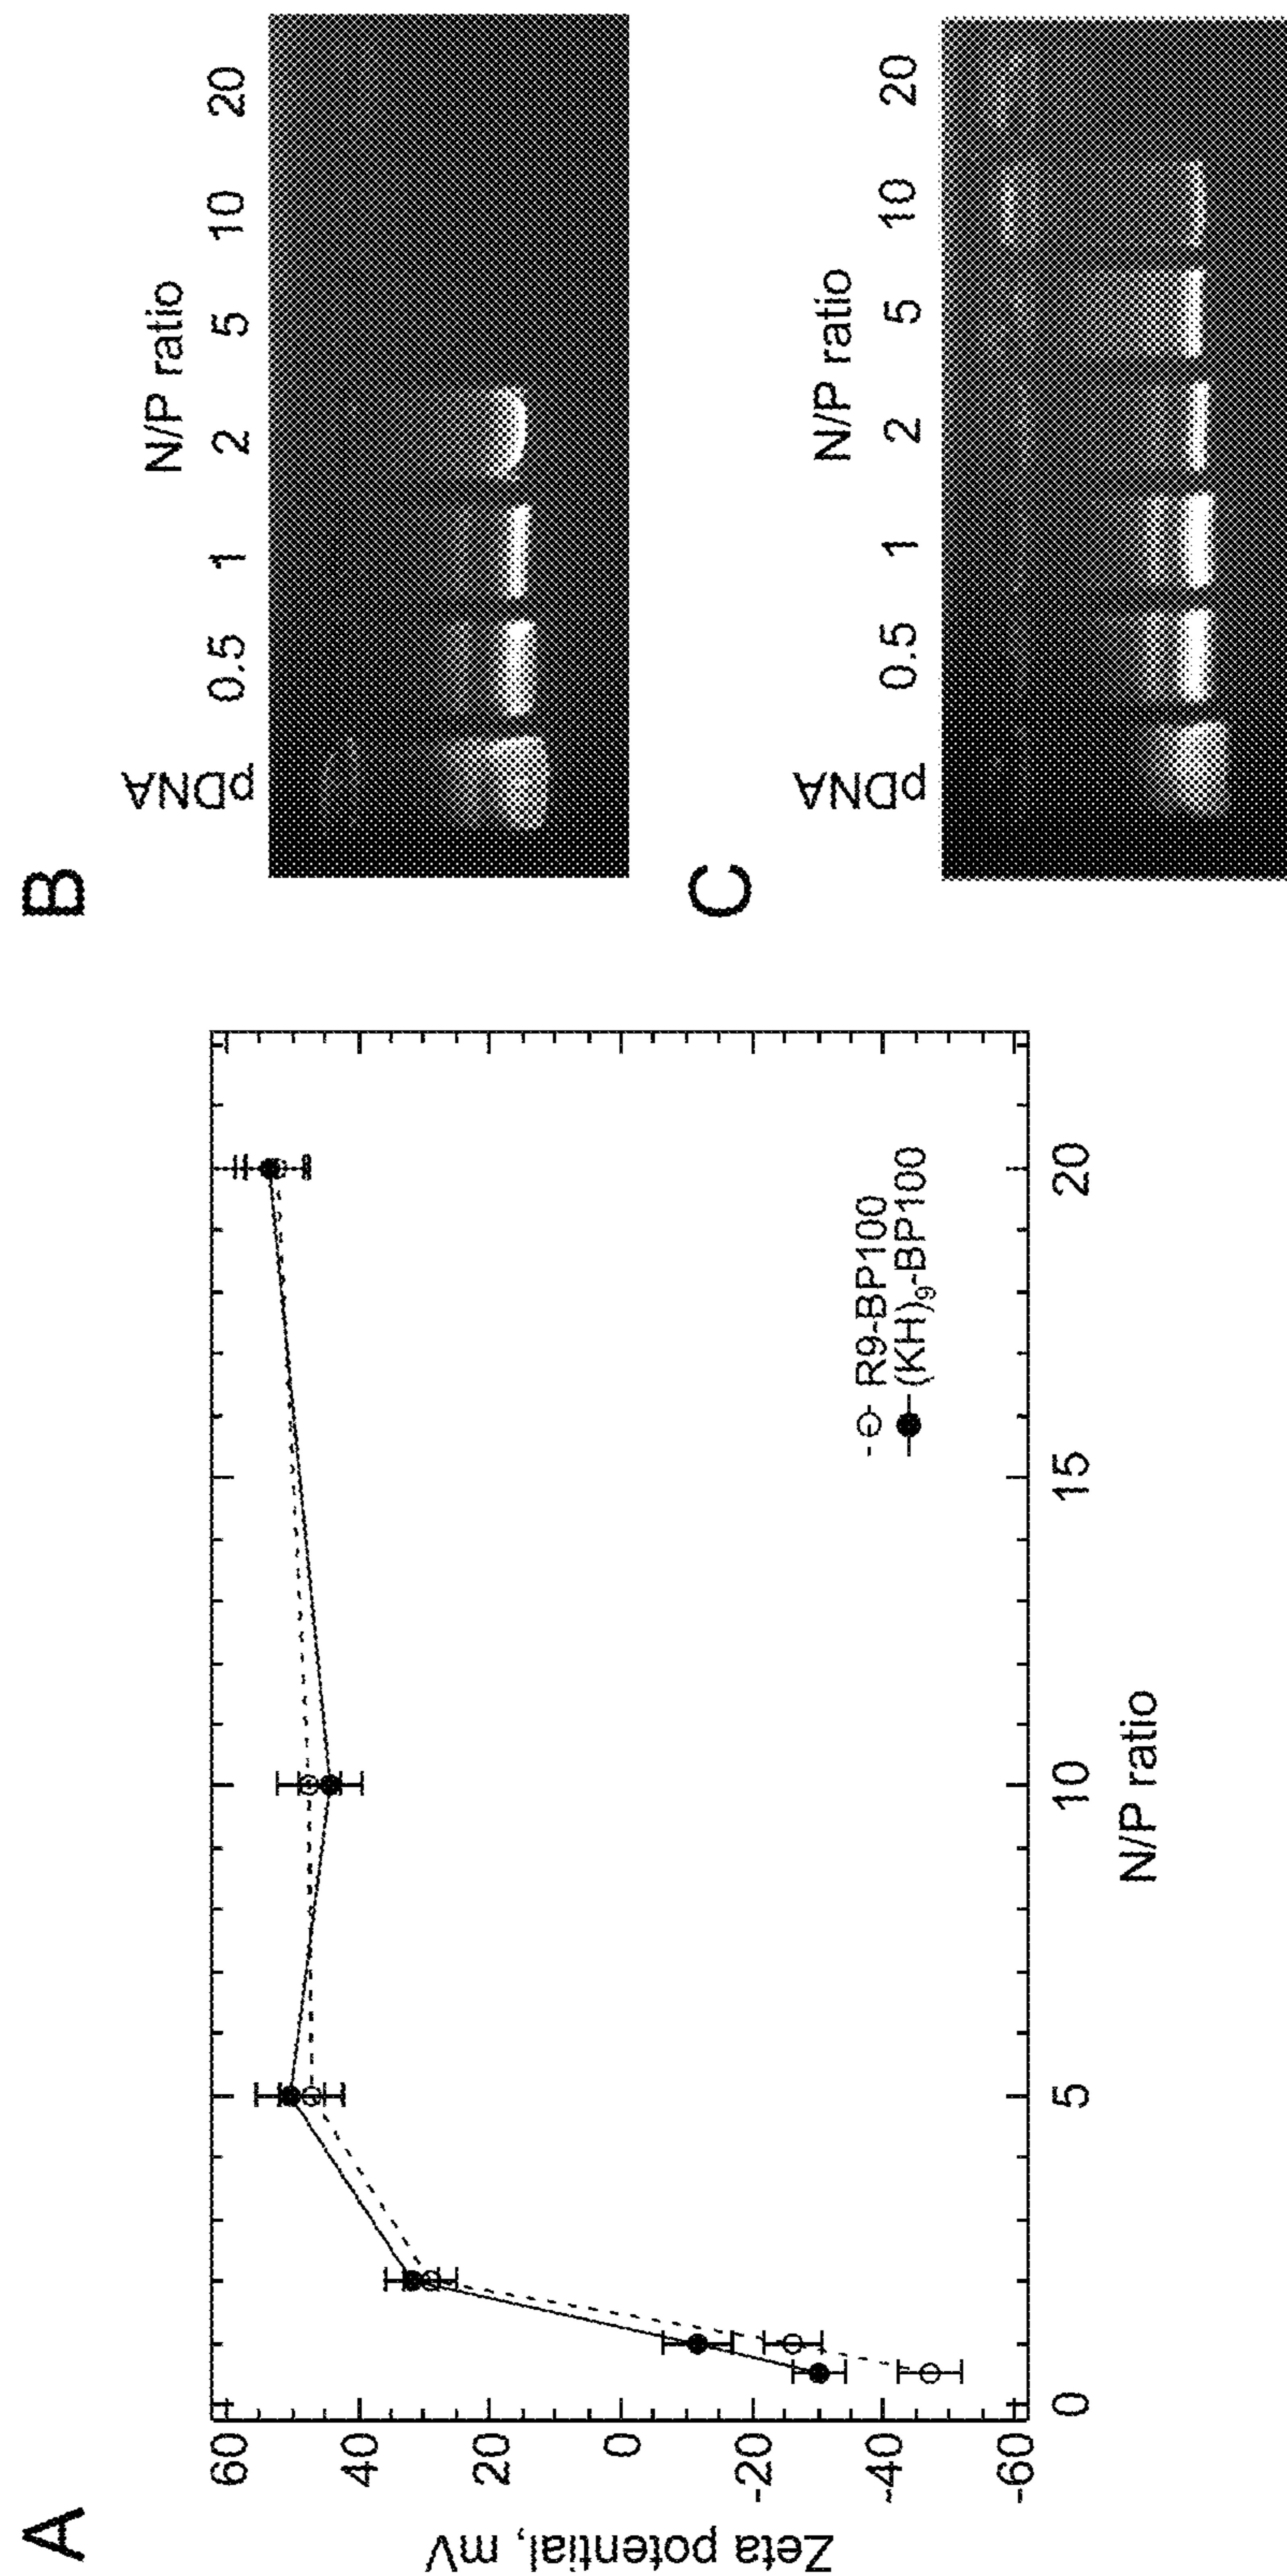 A
Zeta potential, mV
60
40
20
0
-20
-40
-60
0 5 10 15 20
N/P ratio
R9-BP100
(KH)₉-BP100
B
N/P ratio
pDNA 0.5 1 2 5 10 20
C
N/P ratio
pDNA 0.5 1 2 5 10 20